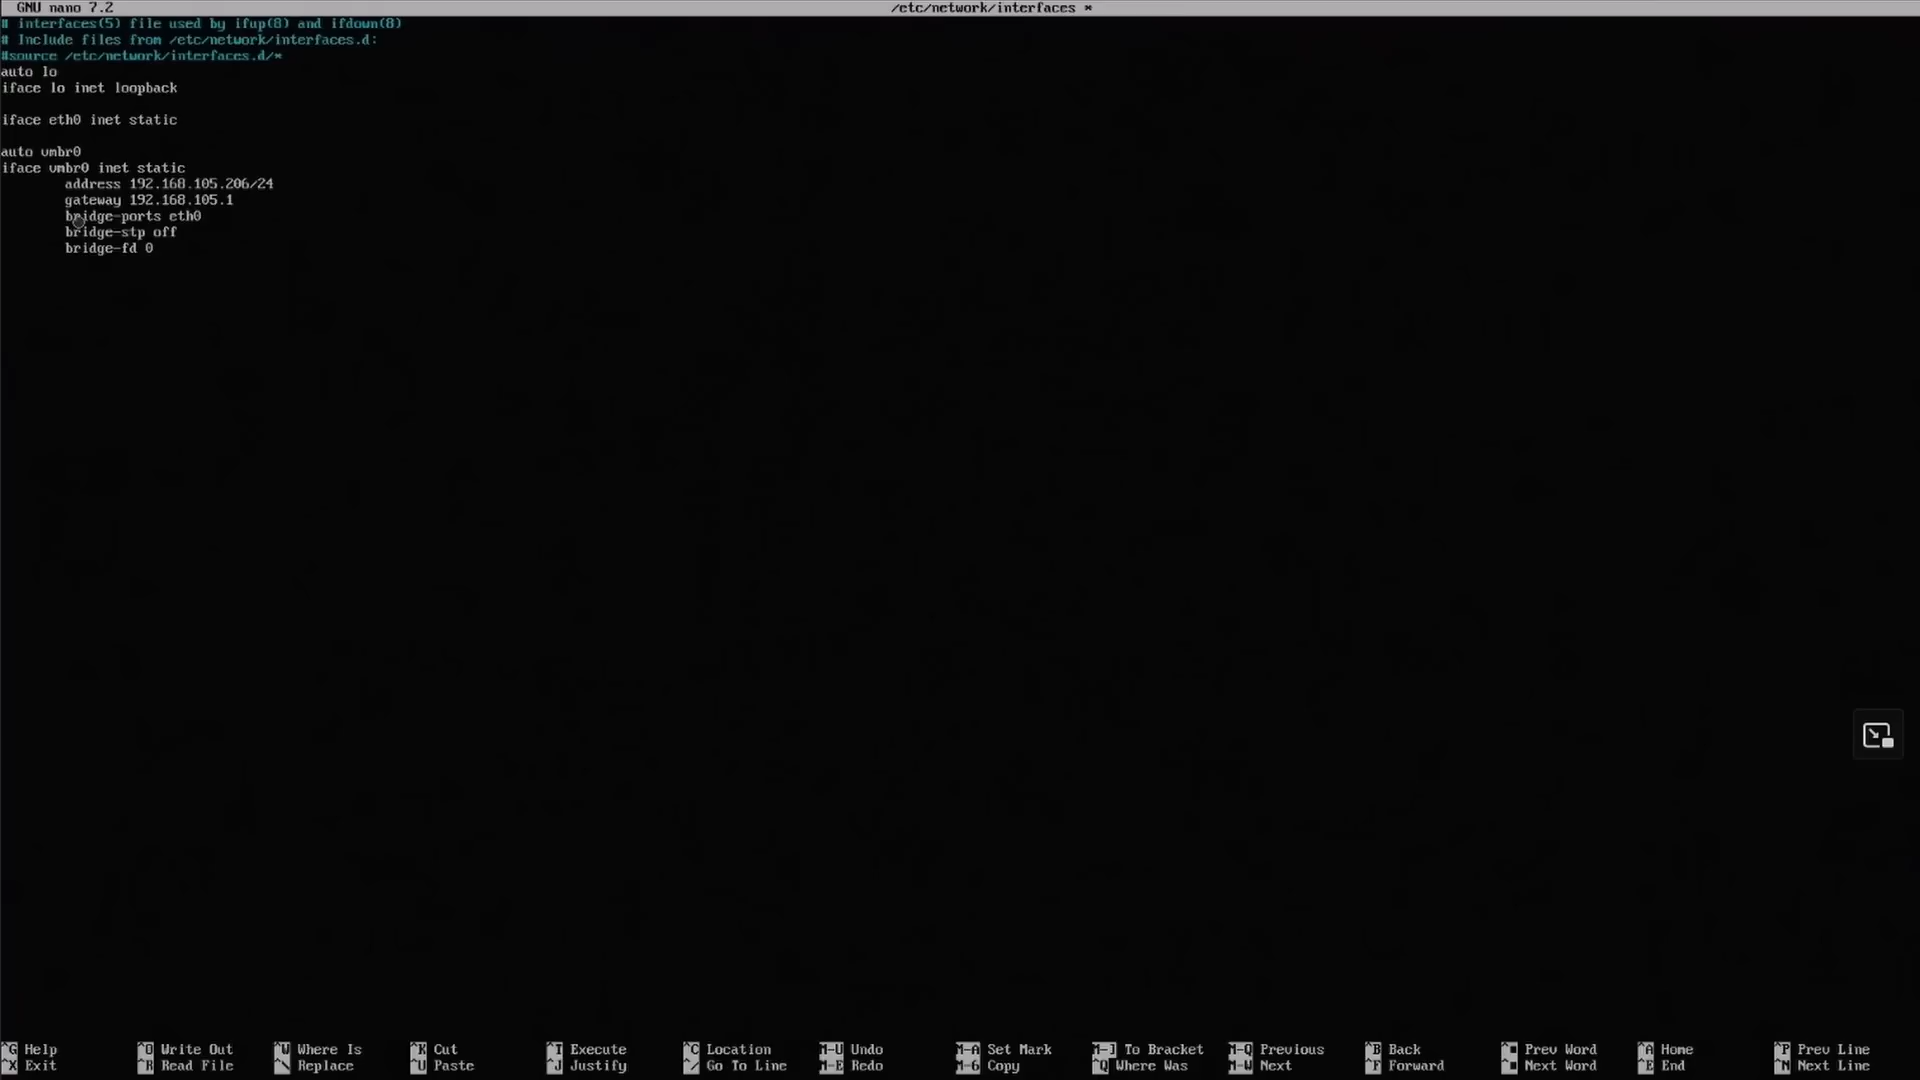 GNU nano 7.2 /etc/network/interfaces *
# interfaces(5) file used by ifup(8) and ifdown(8)
# Include files from /etc/network/interfaces.d:
#source /etc/network/interfaces.d/*
auto lo
iface lo inet loopback
iface eth0 inet static
auto vmbr0
iface vmbr0 inet static
address 192.168.105.206/24
gateway 192.168.105.1
bridge-ports eth0
bridge-stp off
bridge-fd 0
^G Help ^O Write Out ^W Where Is ^K Cut ^T Execute ^C Location M-U Undo M-A Set Mark M-] To Bracket M-Q Previous ^B Back Prev Word ^A Home ^P Prev Line
^X Exit ^R Read File ^\ Replace ^U Paste ^J Justify ^/ Go To Line M-E Redo M-6 Copy ^Q Where Was M-W Next ^F Forward Next Word ^E End ^N Next Line